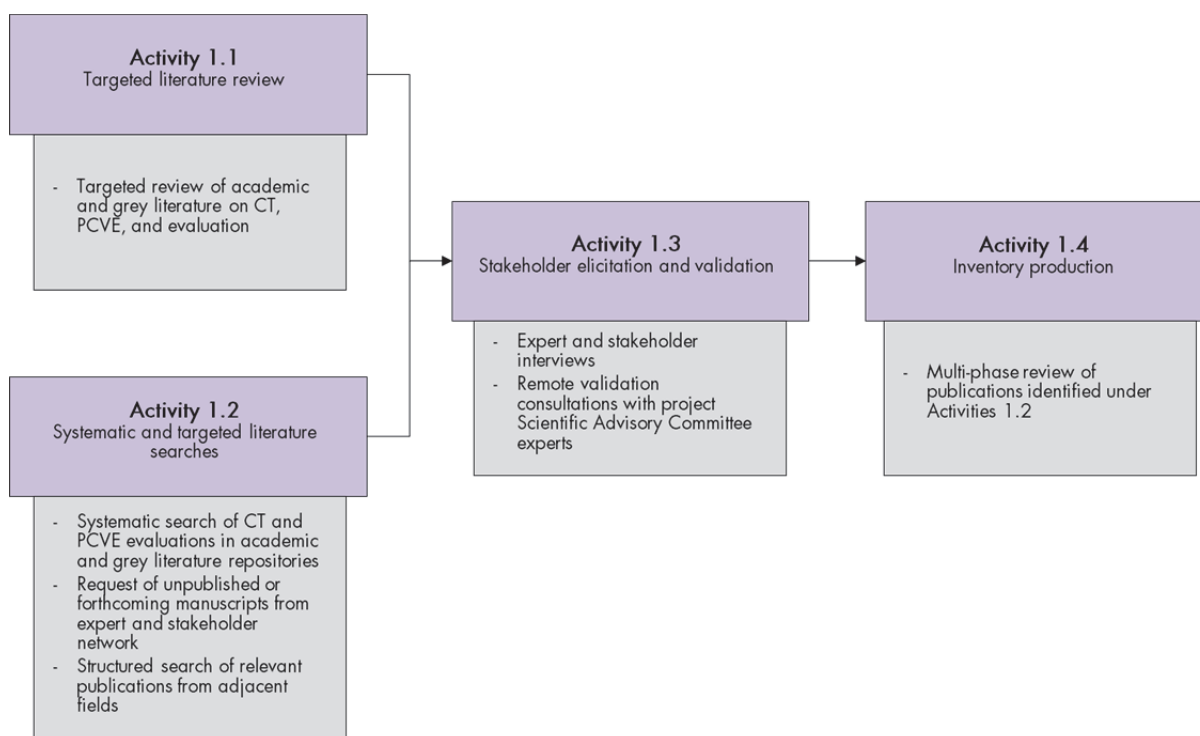 Activity 1.1
Targeted literature review
- Targeted review of academic
and grey literature on CT,
PCVE, and evaluation
Activity 1.2
Systematic and targeted literature
searches
- Systematic search of CT and
PCVE evaluations in academic
and grey literature repositories
- Request of unpublished or
forthcoming manuscripts from
expert and stakeholder
network
- Structured search of relevant
publications from adjacent
fields
Activity 1.3
Stakeholder elicitation and validation
- Expert and stakeholder
interviews
- Remote validation
consultations with project
Scientific Advisory Committee
experts
Activity 1.4
Inventory production
- Multi-phase review of
publications identified under
Activities 1.2